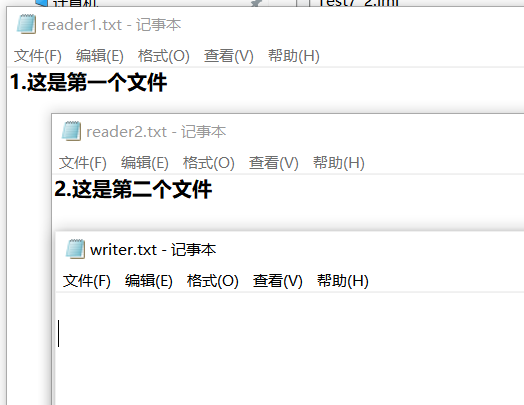 计算机
Test7_2.iml
reader1.txt - 记事本
文件(F) 编辑(E) 格式(O) 查看(V) 帮助(H)
1.这是第一个文件
reader2.txt - 记事本
文件(F) 编辑(E) 格式(O) 查看(V) 帮助(H)
2.这是第二个文件
writer.txt - 记事本
文件(F) 编辑(E) 格式(O) 查看(V) 帮助(H)